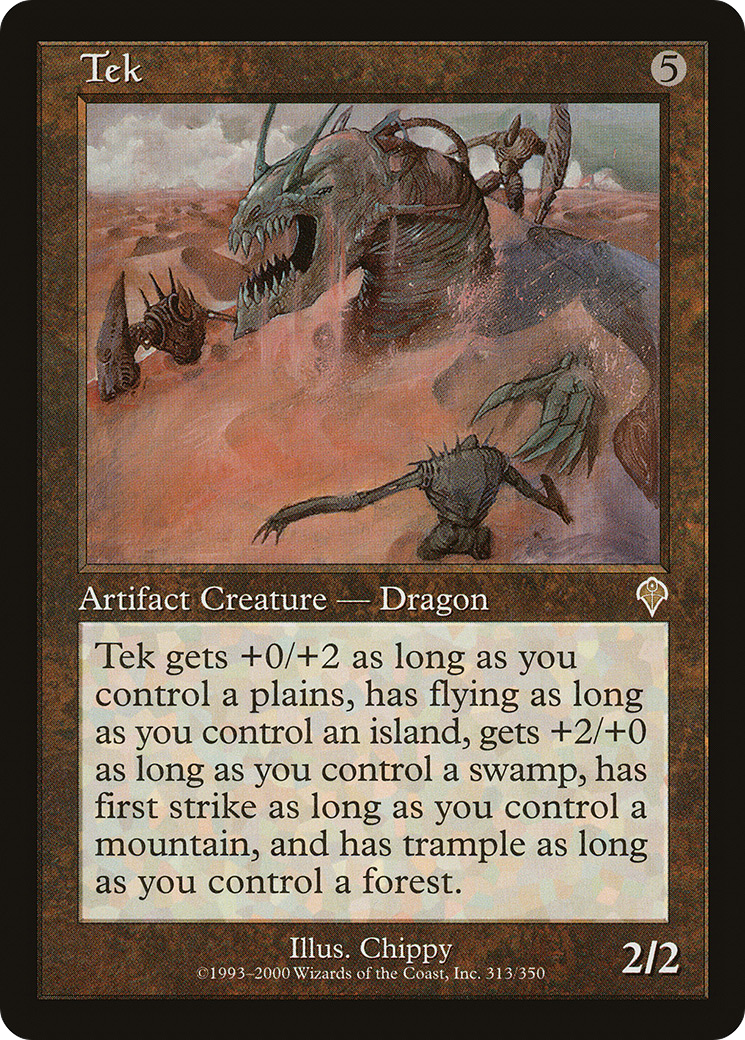 Tek
5
Artifact Creature — Dragon
Tek gets +0/+2 as long as you
control a plains, has flying as long
as you control an island, gets +2/+0
as long as you control a swamp, has
first strike as long as you control a
mountain, and has trample as long
as you control a forest.
Illus. Chippy
©1993–2000 Wizards of the Coast, Inc. 313/350
2/2